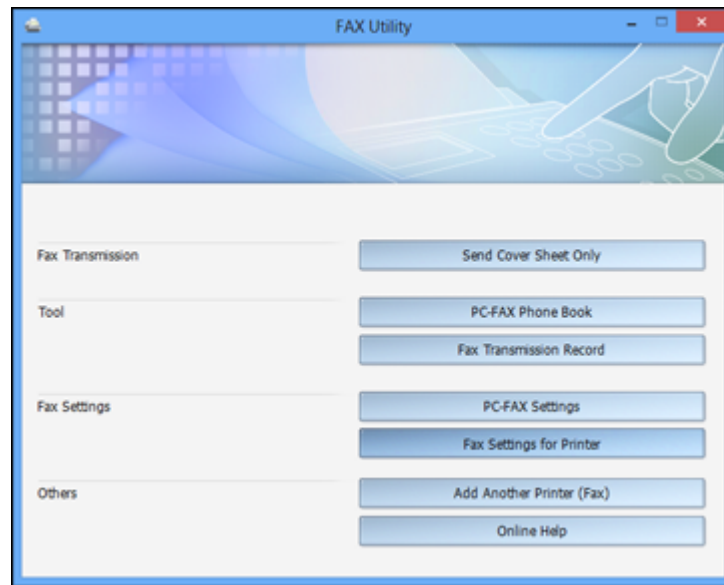 FAX Utility
Fax Transmission
Send Cover Sheet Only
Tool
PC-FAX Phone Book
Fax Transmission Record
Fax Settings
PC-FAX Settings
Fax Settings for Printer
Others
Add Another Printer (Fax)
Online Help